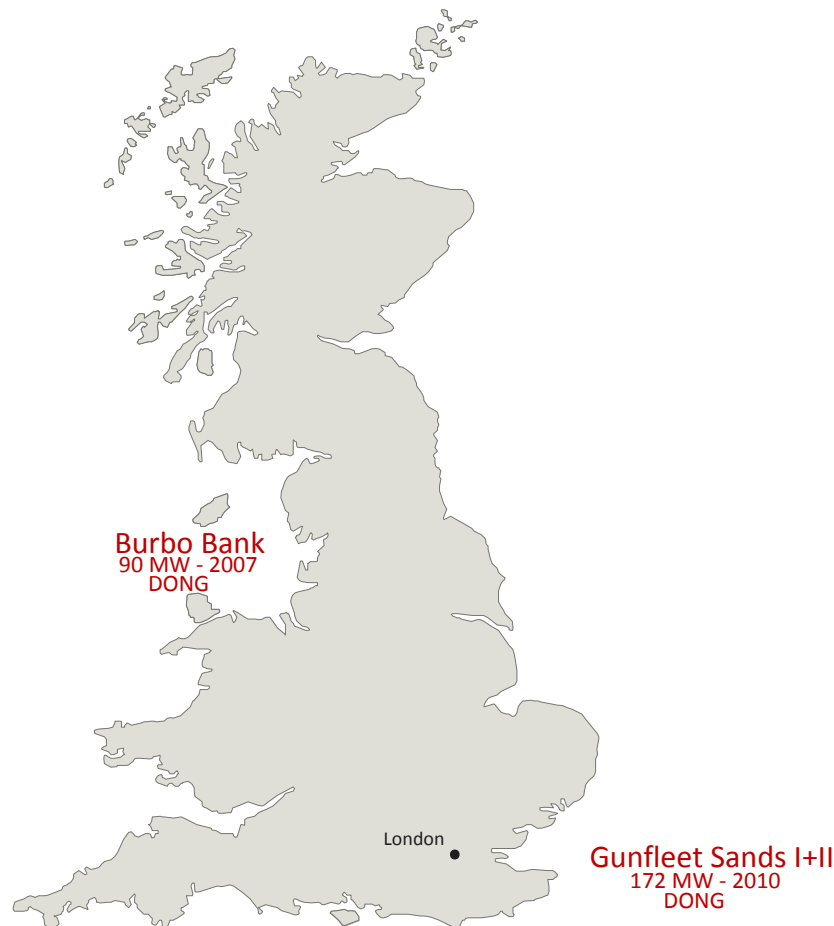 Burbo Bank
90 MW - 2007
DONG
London
Gunfleet Sands I+II
172 MW - 2010
DONG